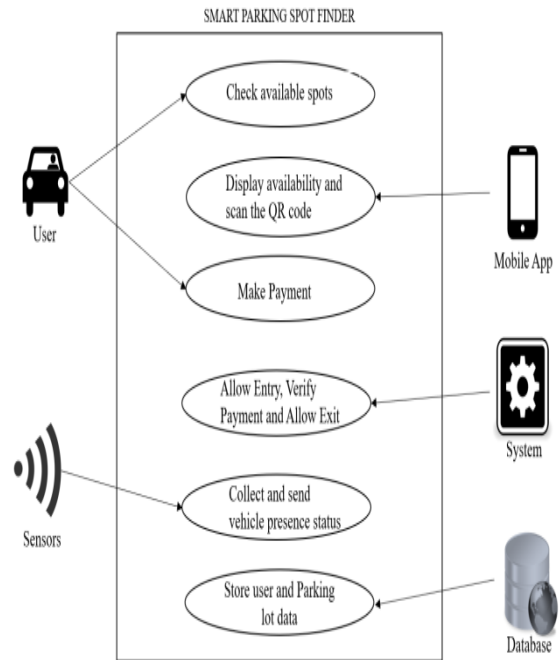 SMART PARKING SPOT FINDER
Check available spots
Display availability and
scan the QR code
User
Mobile App
Make Payment
Allow Entry, Verify
Payment and Allow Exit
System
Collect and send
vehicle presence status
Sensors
Store user and Parking
lot data
Database